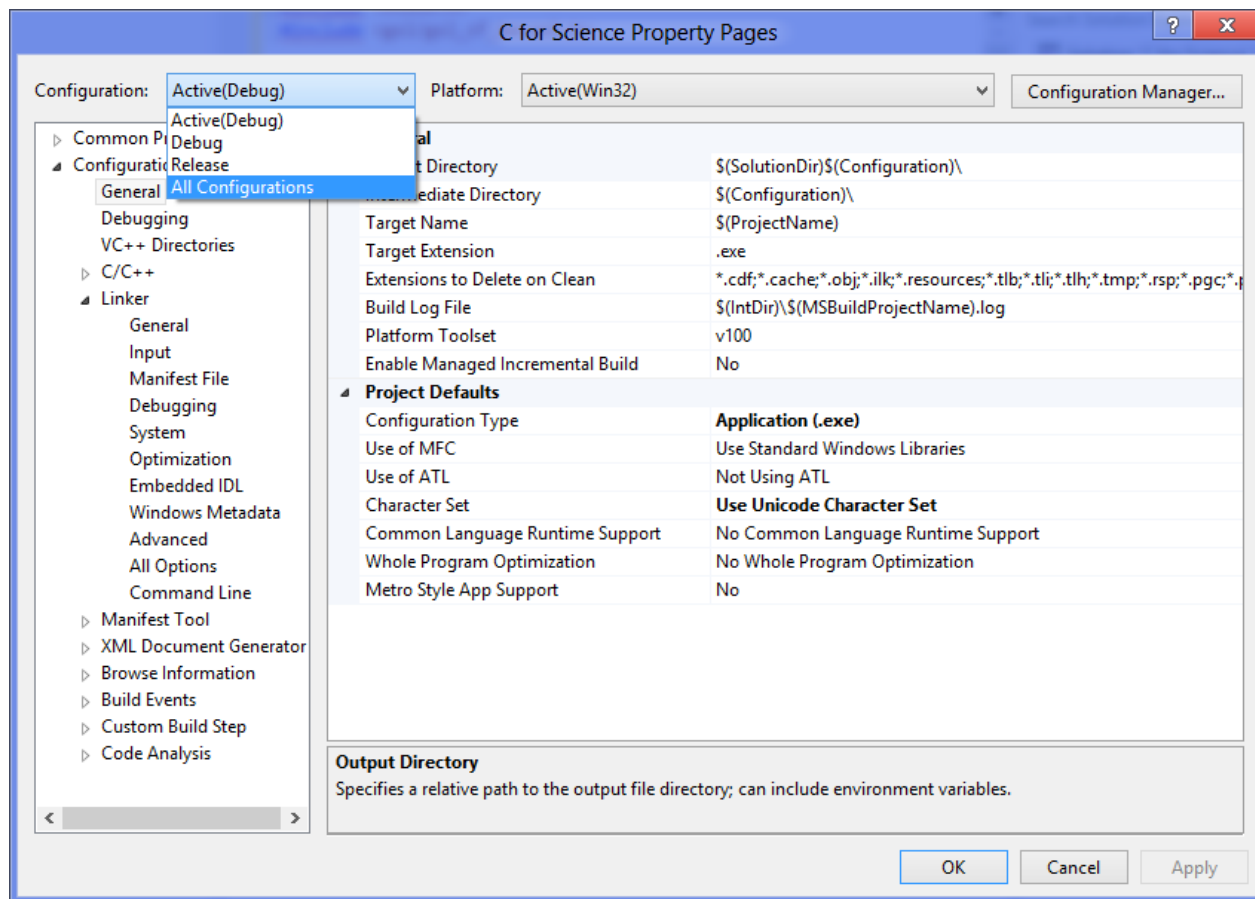 C for Science Property Pages
? X
Configuration: Active(Debug) Platform: Active(Win32) Configuration Manager...
Active(Debug)
Debug
Release
All Configurations
Common P
Configuratio
General
Debugging
VC++ Directories
C/C++
Linker
General
Input
Manifest File
Debugging
System
Optimization
Embedded IDL
Windows Metadata
Advanced
All Options
Command Line
Manifest Tool
XML Document Generator
Browse Information
Build Events
Custom Build Step
Code Analysis
Directory $(SolutionDir)$(Configuration)\
Directory $(Configuration)\
Target Name $(ProjectName)
Target Extension .exe
Extensions to Delete on Clean *.cdf;*.cache;*.obj;*.ilk;*.resources;*.tlb;*.tli;*.tlh;*.tmp;*.rsp;*.pgc;*.p
Build Log File $(IntDir)\$(MSBuildProjectName).log
Platform Toolset v100
Enable Managed Incremental Build No
Project Defaults
Configuration Type Application (.exe)
Use of MFC Use Standard Windows Libraries
Use of ATL Not Using ATL
Character Set Use Unicode Character Set
Common Language Runtime Support No Common Language Runtime Support
Whole Program Optimization No Whole Program Optimization
Metro Style App Support No
Output Directory
Specifies a relative path to the output file directory; can include environment variables.
OK Cancel Apply